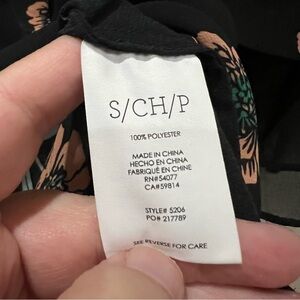 S/CH/P
100% POLYESTER
MADE IN CHINA
HECHO EN CHINA
FABRIQUÉ EN CHINE
RN#54077
CA#59814
STYLE# 5206
PO# 217789
SEE REVERSE FOR CARE